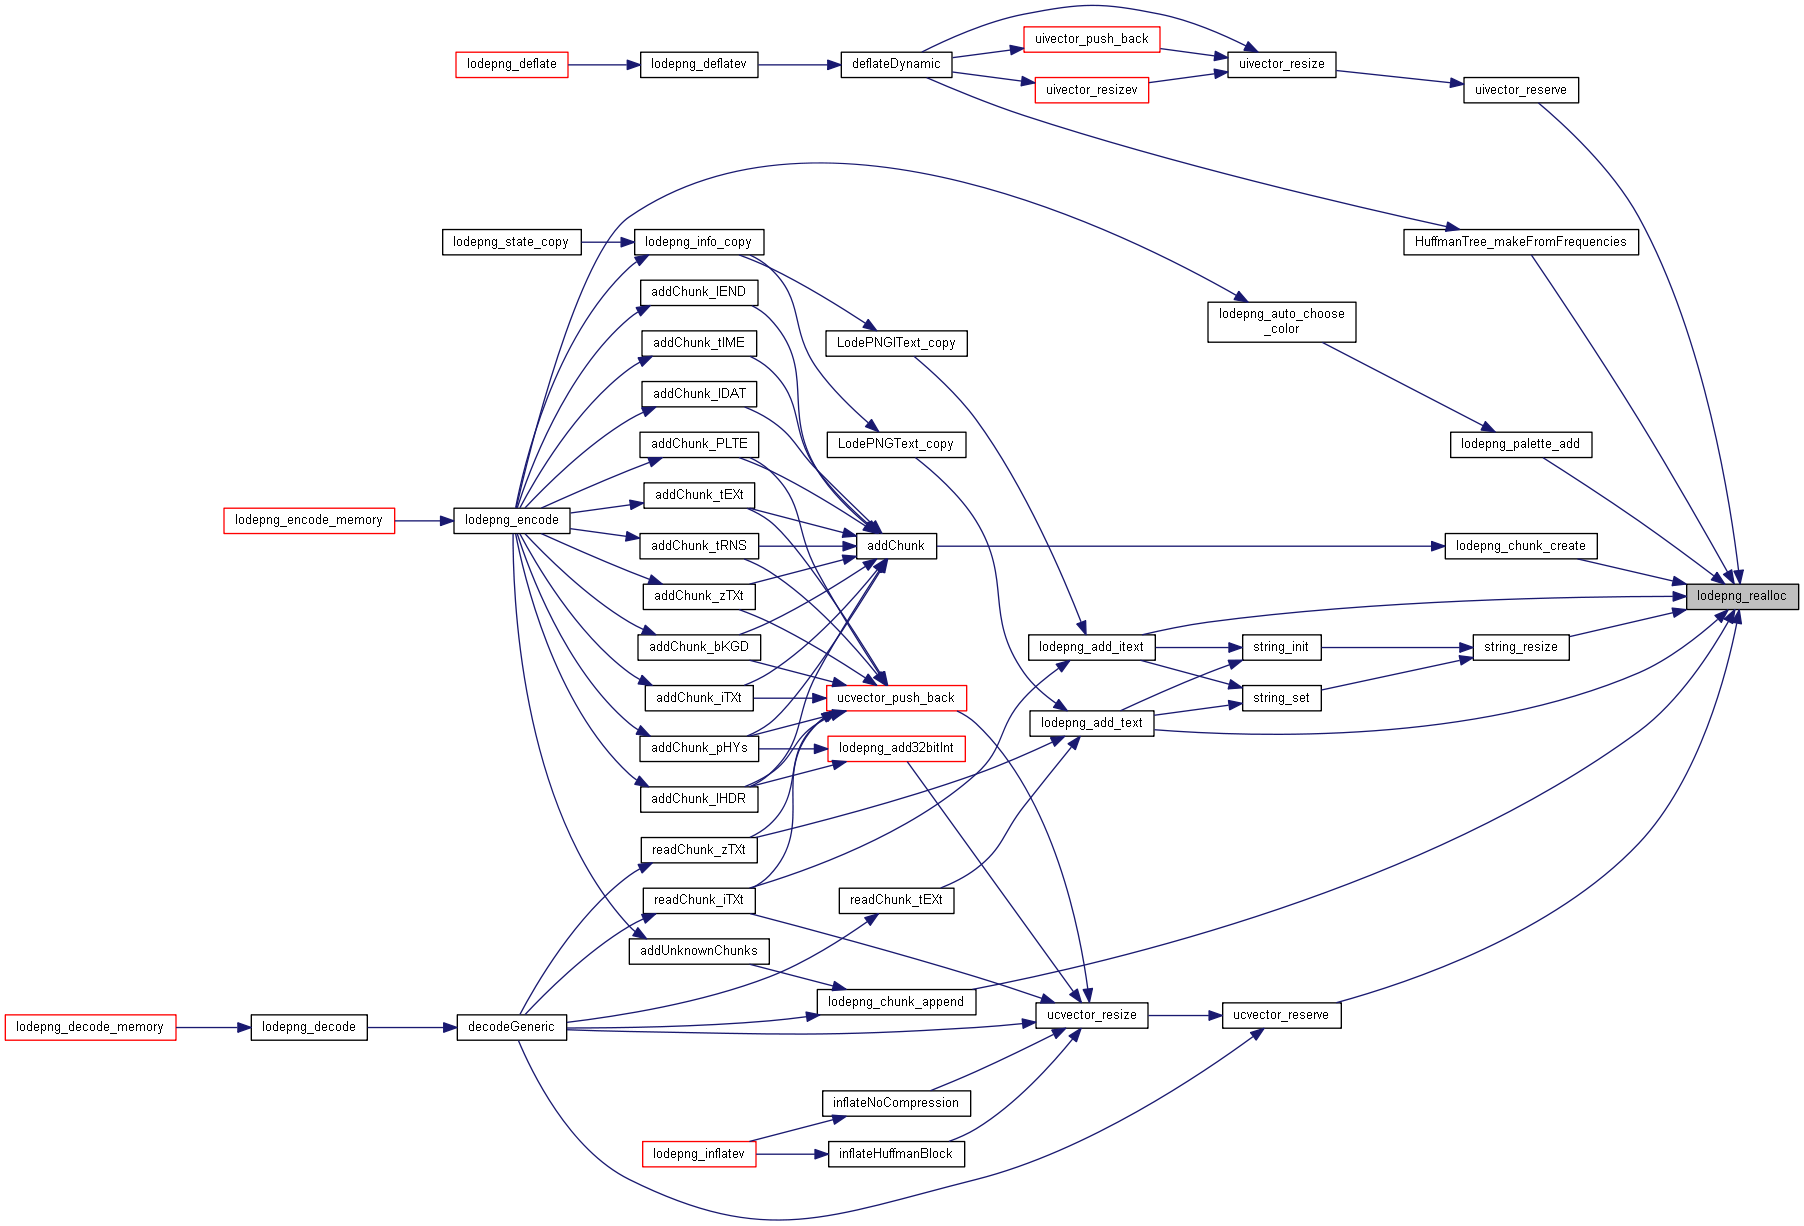 uivector_push_back
lodepng_deflate
lodepng_deflatev
deflateDynamic
uivector_resize
uivector_resizev
uivector_reserve
lodepng_state_copy
lodepng_info_copy
HuffmanTree_makeFromFrequencies
addChunk_IEND
lodepng_auto_choose
_color
addChunk_tIME
LodePNGIText_copy
addChunk_IDAT
addChunk_PLTE
LodePNGText_copy
lodepng_palette_add
addChunk_tEXt
lodepng_encode_memory
lodepng_encode
addChunk_tRNS
addChunk
lodepng_chunk_create
addChunk_zTXt
lodepng_realloc
addChunk_bKGD
lodepng_add_itext
string_init
string_resize
addChunk_iTXt
ucvector_push_back
string_set
lodepng_add_text
addChunk_pHYs
lodepng_add32bitInt
addChunk_IHDR
readChunk_zTXt
readChunk_iTXt
readChunk_tEXt
addUnknownChunks
lodepng_chunk_append
lodepng_decode_memory
lodepng_decode
decodeGeneric
ucvector_resize
ucvector_reserve
inflateNoCompression
lodepng_inflatev
inflateHuffmanBlock